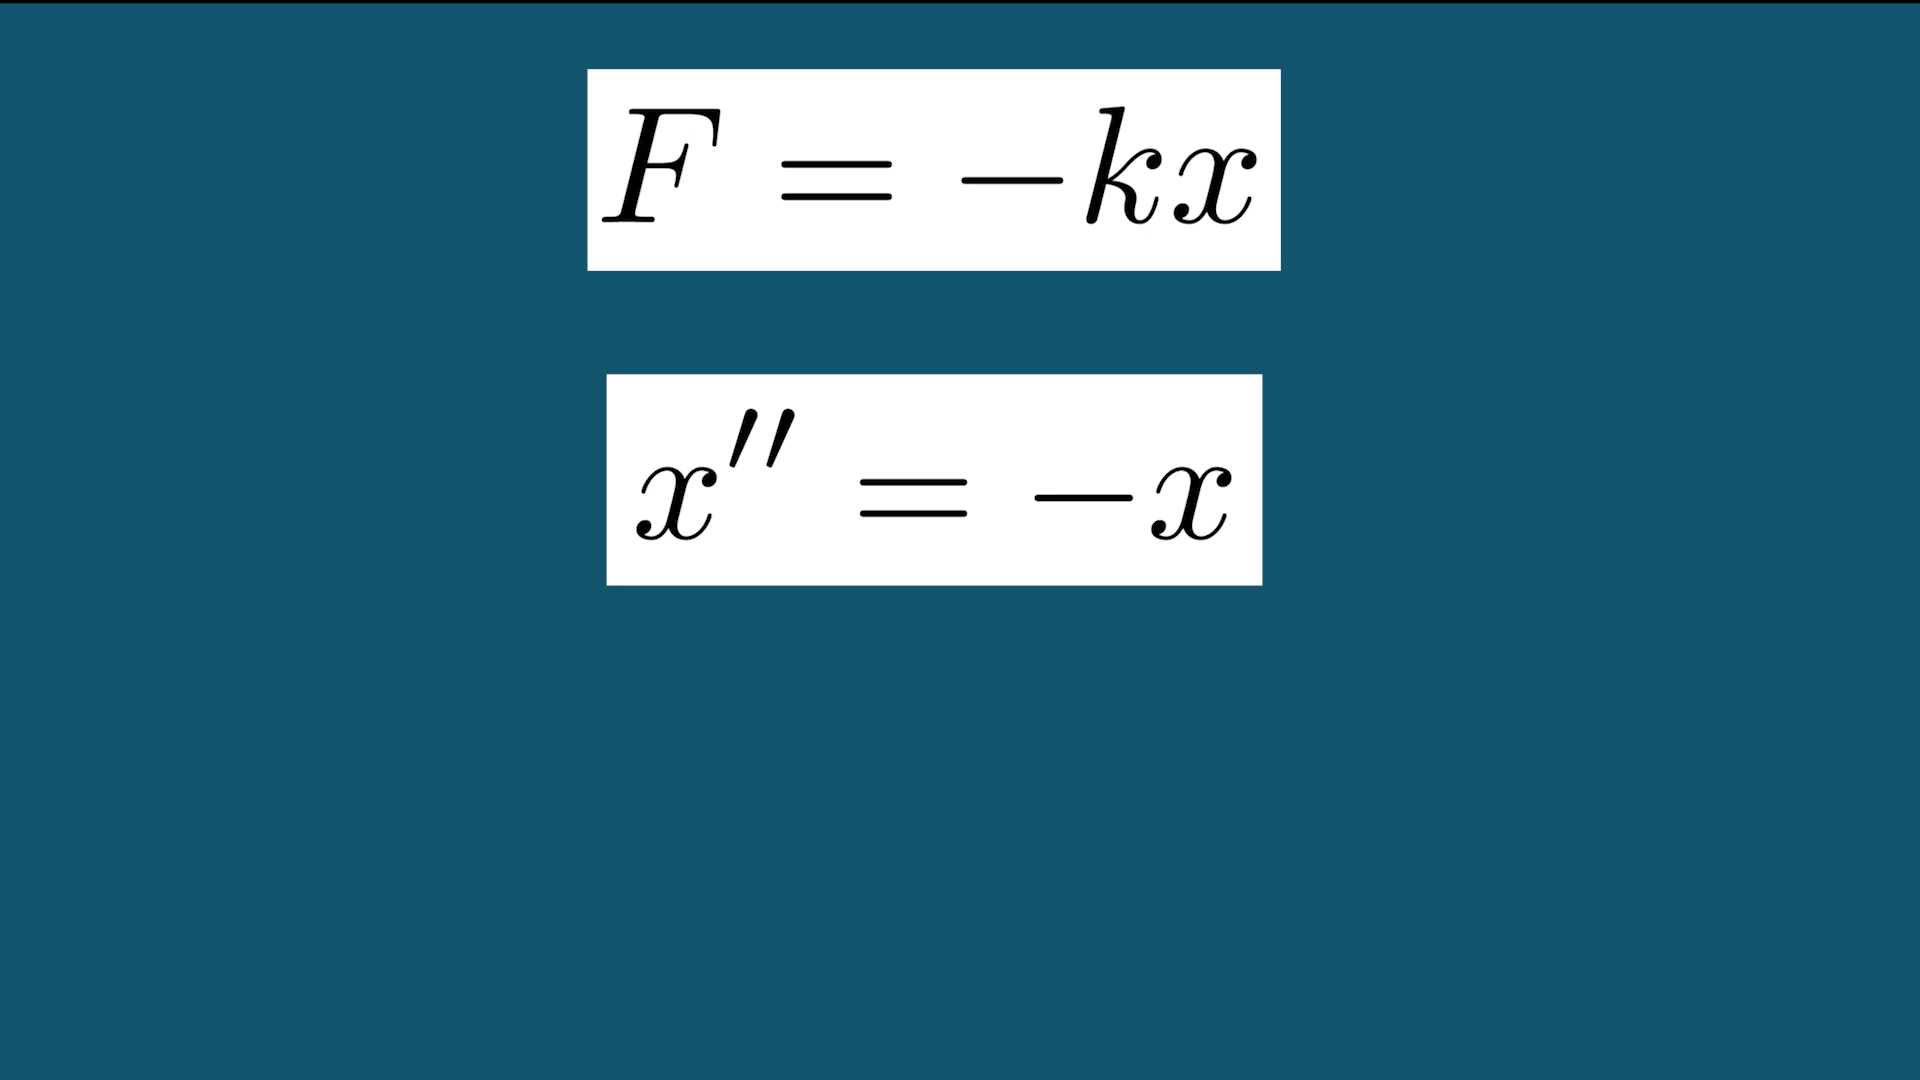 F = −kx
x″ = −x